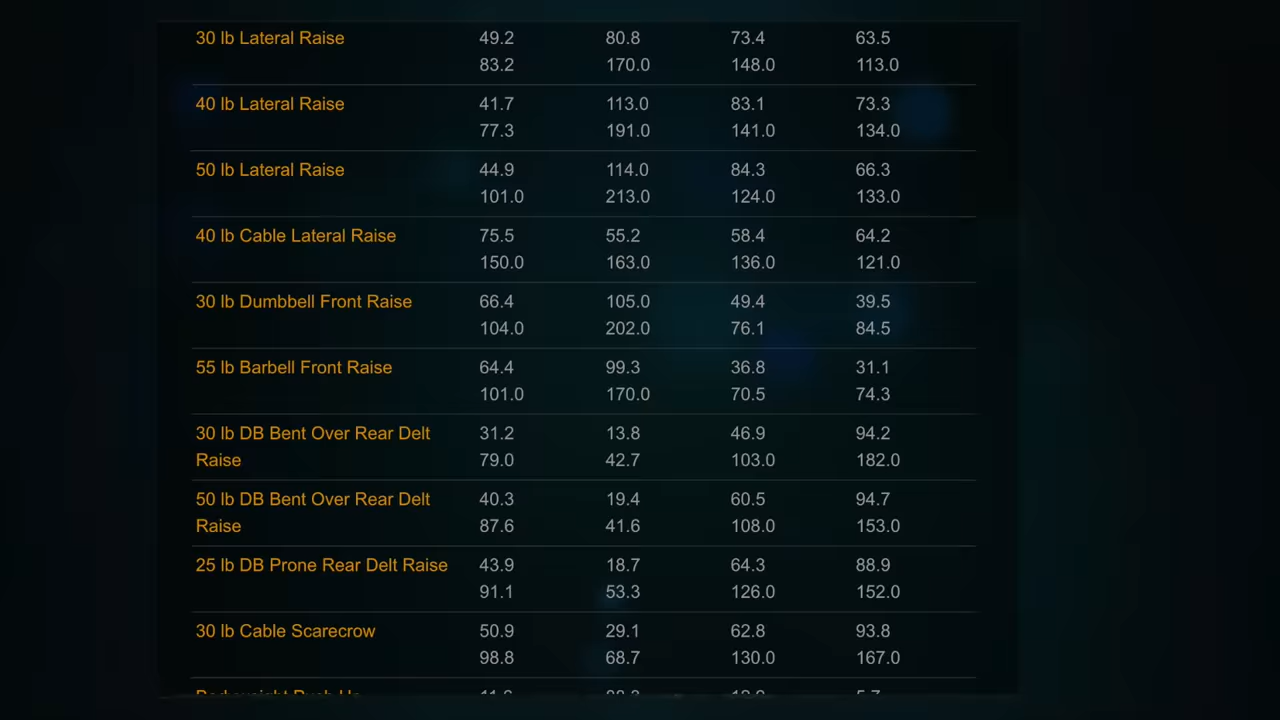 30 lb Lateral Raise 49.2 80.8 73.4 63.5
83.2 170.0 148.0 113.0
40 lb Lateral Raise 41.7 113.0 83.1 73.3
77.3 191.0 141.0 134.0
50 lb Lateral Raise 44.9 114.0 84.3 66.3
101.0 213.0 124.0 133.0
40 lb Cable Lateral Raise 75.5 55.2 58.4 64.2
150.0 163.0 136.0 121.0
30 lb Dumbbell Front Raise 66.4 105.0 49.4 39.5
104.0 202.0 76.1 84.5
55 lb Barbell Front Raise 64.4 99.3 36.8 31.1
101.0 170.0 70.5 74.3
30 lb DB Bent Over Rear Delt 31.2 13.8 46.9 94.2
Raise 79.0 42.7 103.0 182.0
50 lb DB Bent Over Rear Delt 40.3 19.4 60.5 94.7
Raise 87.6 41.6 108.0 153.0
25 lb DB Prone Rear Delt Raise 43.9 18.7 64.3 88.9
91.1 53.3 126.0 152.0
30 lb Cable Scarecrow 50.9 29.1 62.8 93.8
98.8 68.7 130.0 167.0